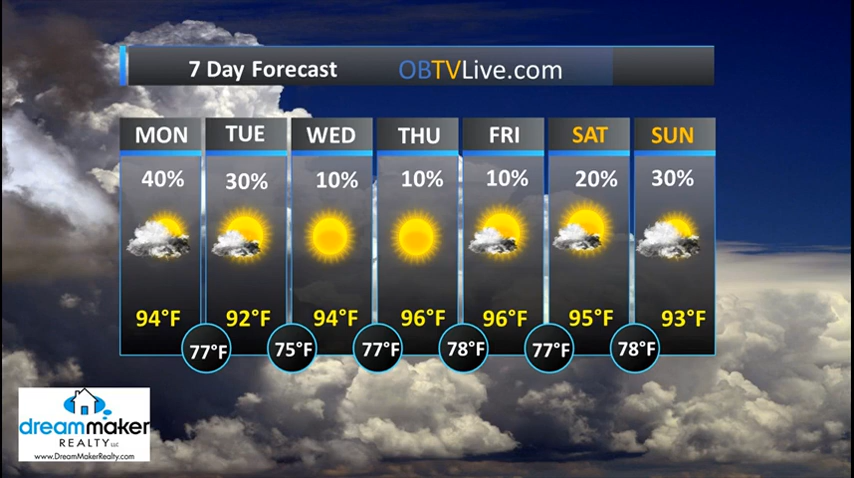 7 Day Forecast OBTVLive.com
MON TUE WED THU FRI SAT SUN
40% 30% 10% 10% 10% 20% 30%
94°F 92°F 94°F 96°F 96°F 95°F 93°F
77°F 75°F 77°F 78°F 77°F 78°F
dreammaker
REALTY LLC
www.DreamMakerRealty.com